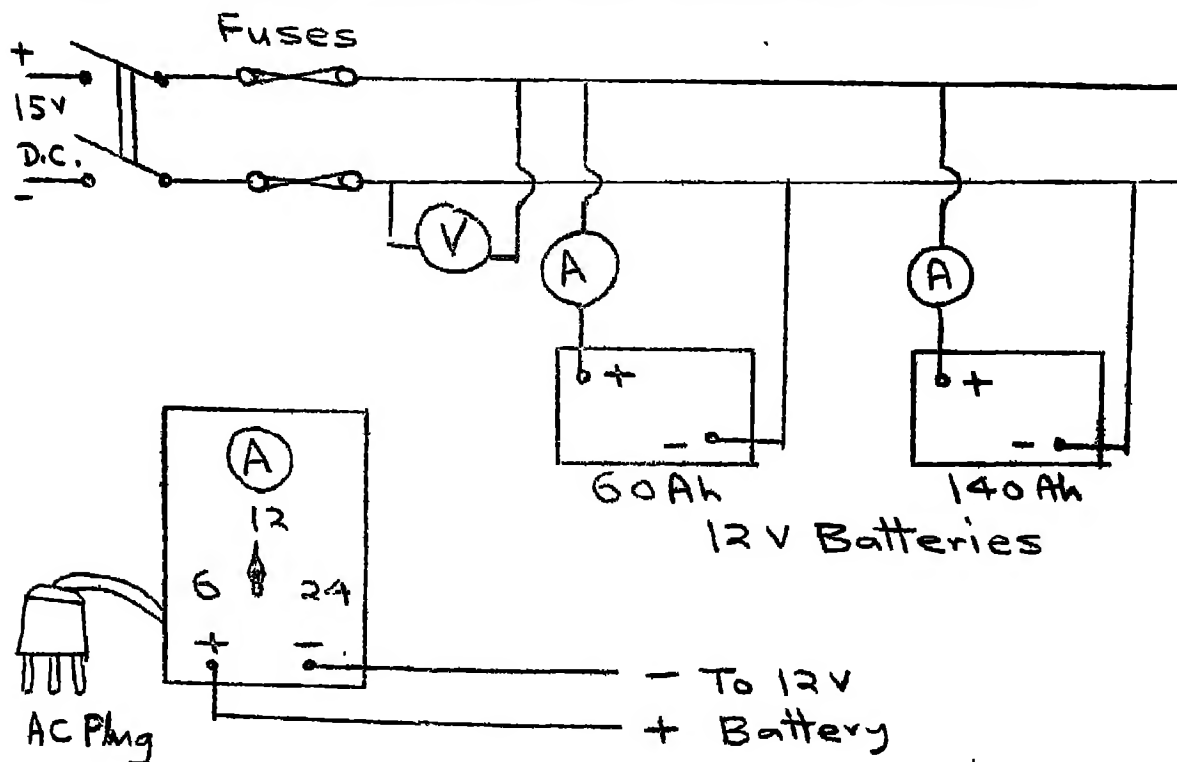 Fuses
+
15V
D.C.
-
V
A
A
+
-
+
-
60Ah
140Ah
12V Batteries
A
12
6
24
+
-
- To 12V
+ Battery
AC Plug